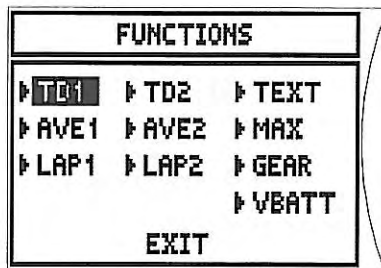 FUNCTIONS
TD1 TD2 TEXT
AVE1 AVE2 MAX
LAP1 LAP2 GEAR
VBATT
EXIT